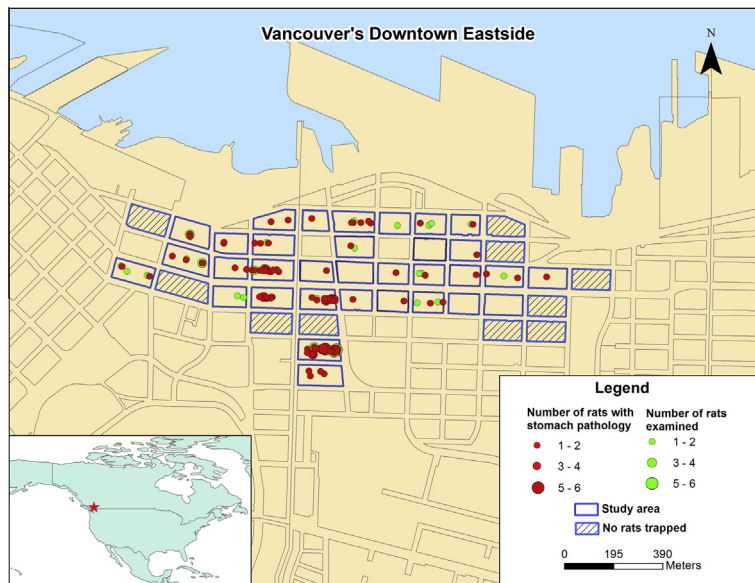 Vancouver's Downtown Eastside
N
Legend
Number of rats with
stomach pathology
1 - 2
3 - 4
5 - 6
Number of rats
examined
1 - 2
3 - 4
5 - 6
Study area
No rats trapped
0 195 390
Meters